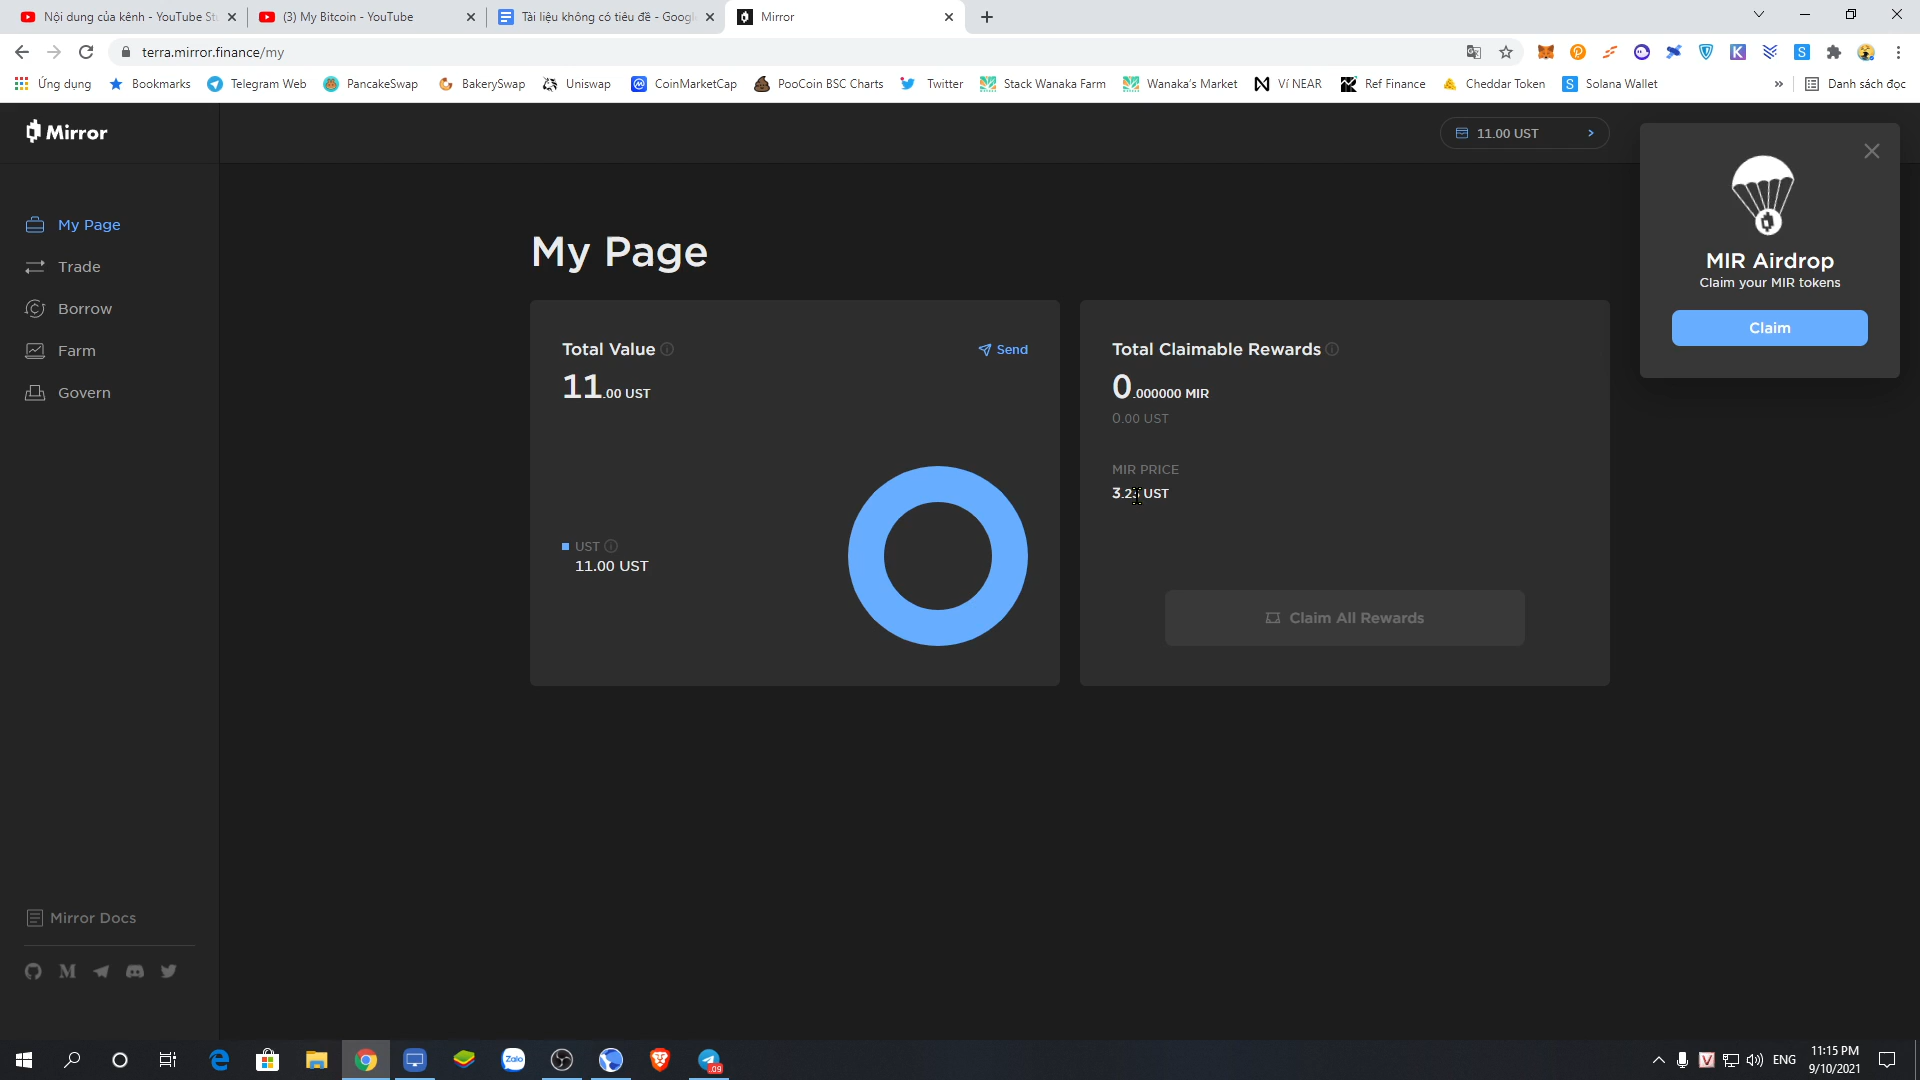 Nội dung của kênh - YouTube St
(3) My Bitcoin - YouTube
Tài liệu không có tiêu đề - Googl
Mirror
terra.mirror.finance/my
Ứng dụng
Bookmarks
Telegram Web
PancakeSwap
BakerySwap
Uniswap
CoinMarketCap
PooCoin BSC Charts
Twitter
Stack Wanaka Farm
Wanaka's Market
Ví NEAR
Ref Finance
Cheddar Token
Solana Wallet
»
Danh sách đọc
Mirror
11.00 UST
My Page
Trade
Borrow
Farm
Govern
My Page
Total Value
Send
11.00 UST
UST
11.00 UST
Total Claimable Rewards
0.000000 MIR
0.00 UST
MIR PRICE
UST
Claim All Rewards
MIR Airdrop
Claim your MIR tokens
Claim
Mirror Docs
Zalo
.09
ENG
11:15 PM
9/10/2021